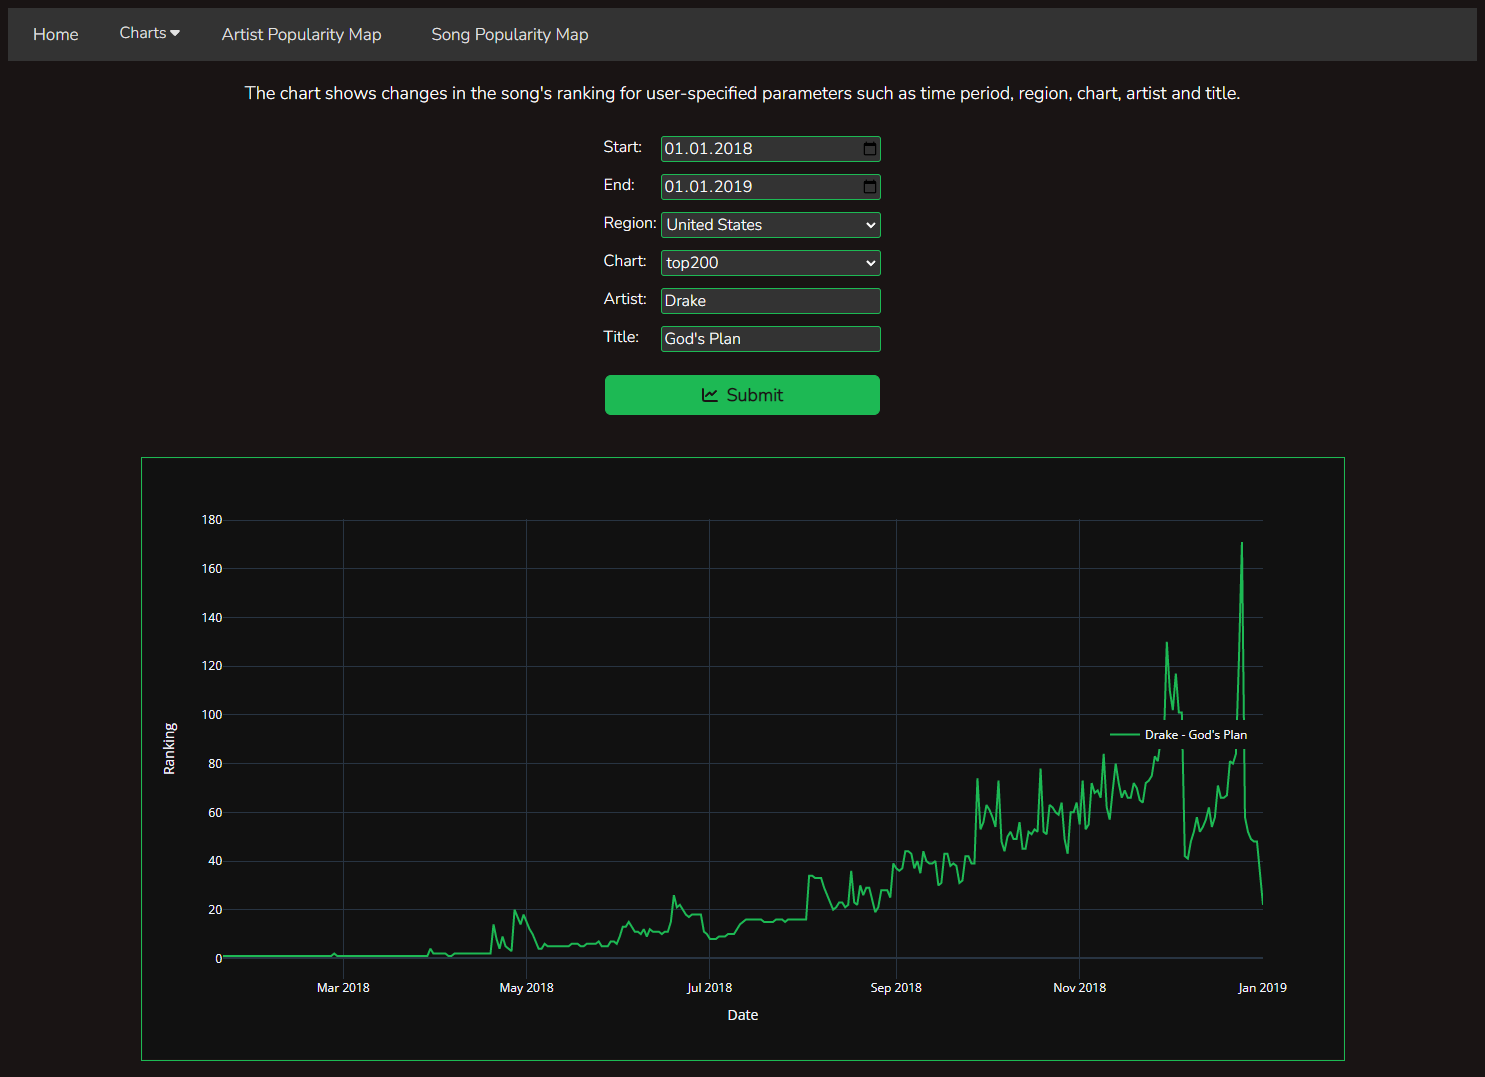 Home Charts Artist Popularity Map Song Popularity Map
The chart shows changes in the song's ranking for user-specified parameters such as time period, region, chart, artist and title.
Start: 01.01.2018
End: 01.01.2019
Region: United States
Chart: top200
Artist: Drake
Title: God's Plan
Submit
180
160
140
120
100
80
60
40
20
0
Ranking
Drake - God's Plan
Mar 2018 May 2018 Jul 2018 Sep 2018 Nov 2018 Jan 2019
Date